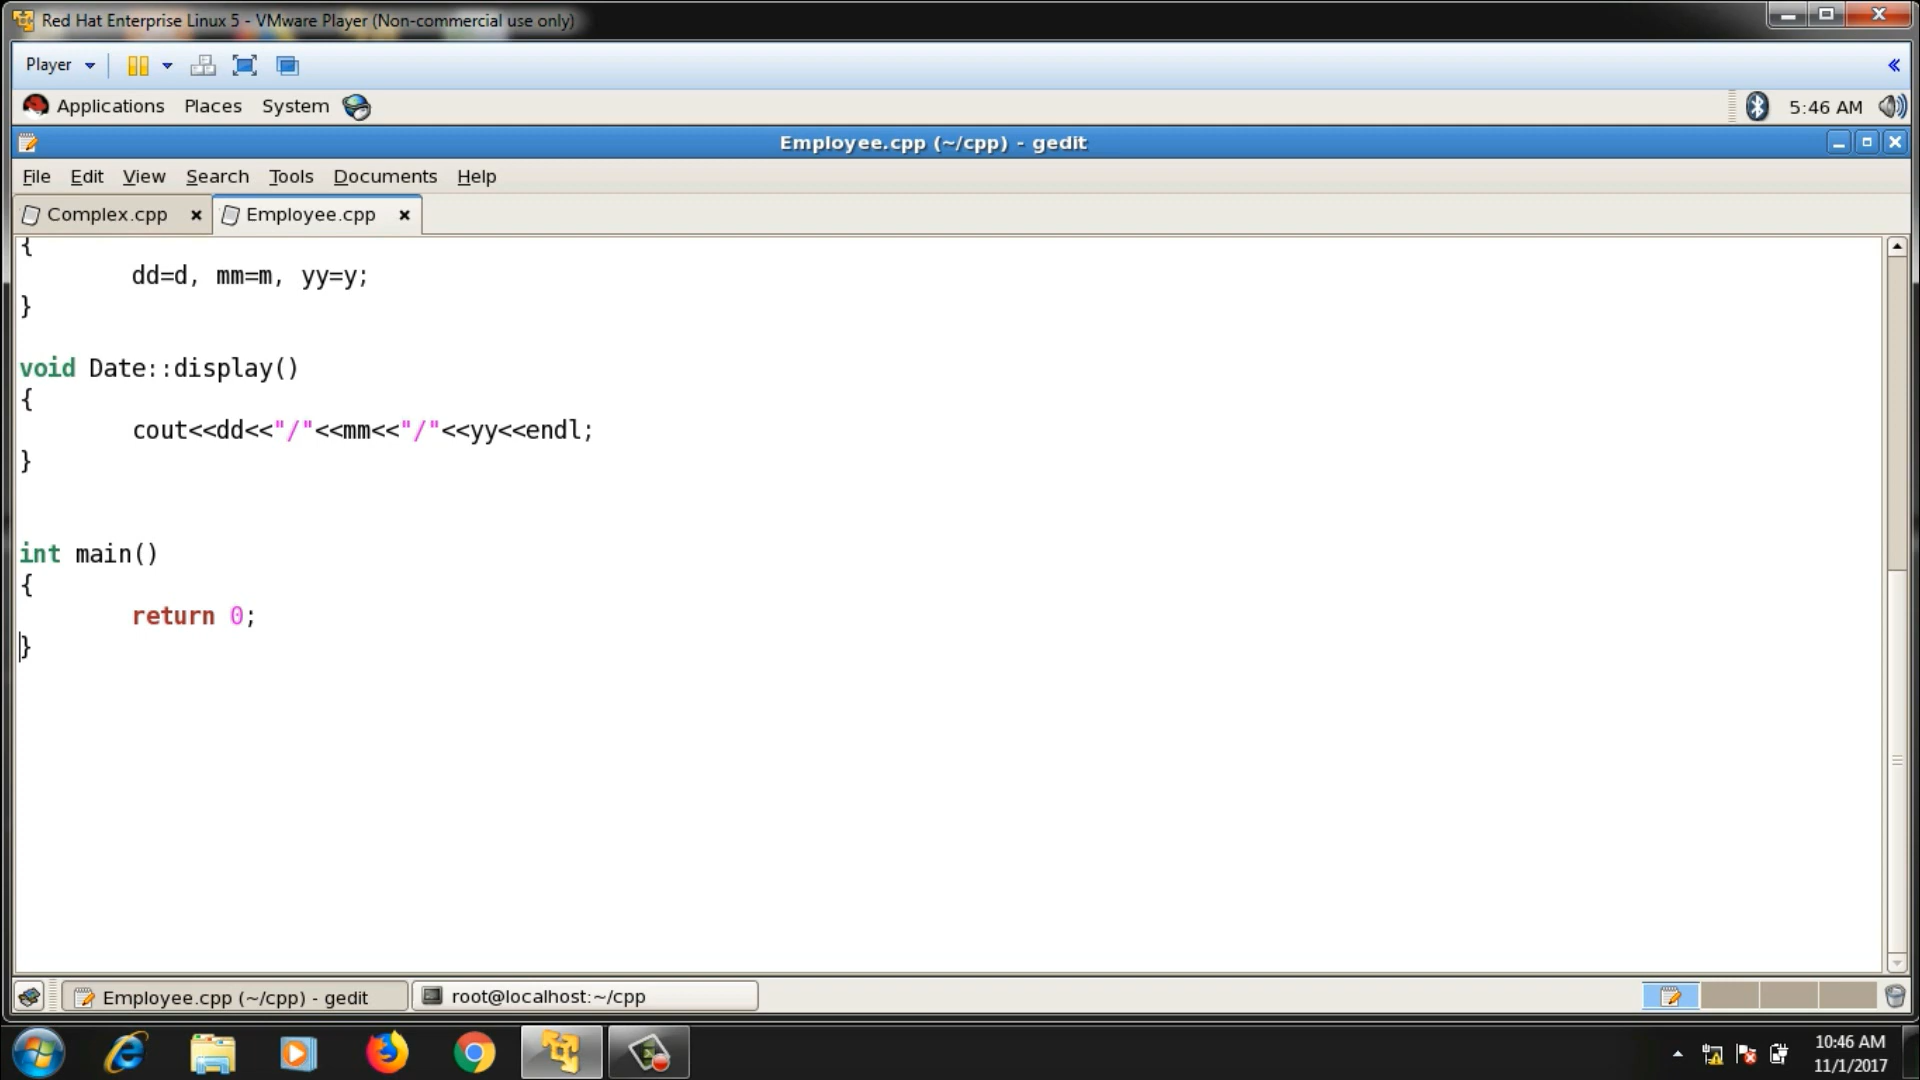 Red Hat Enterprise Linux 5 - VMware Player (Non-commercial use only)
Player
Applications Places System 5:46 AM
Employee.cpp (~/cpp) - gedit
File Edit View Search Tools Documents Help
Complex.cpp Employee.cpp
{
dd=d, mm=m, yy=y;
}
void Date::display()
{
cout<<dd<<"/"<<mm<<"/"<<yy<<endl;
}
int main()
{
return 0;
}
Employee.cpp (~/cpp) - gedit root@localhost:~/cpp
10:46 AM
11/1/2017